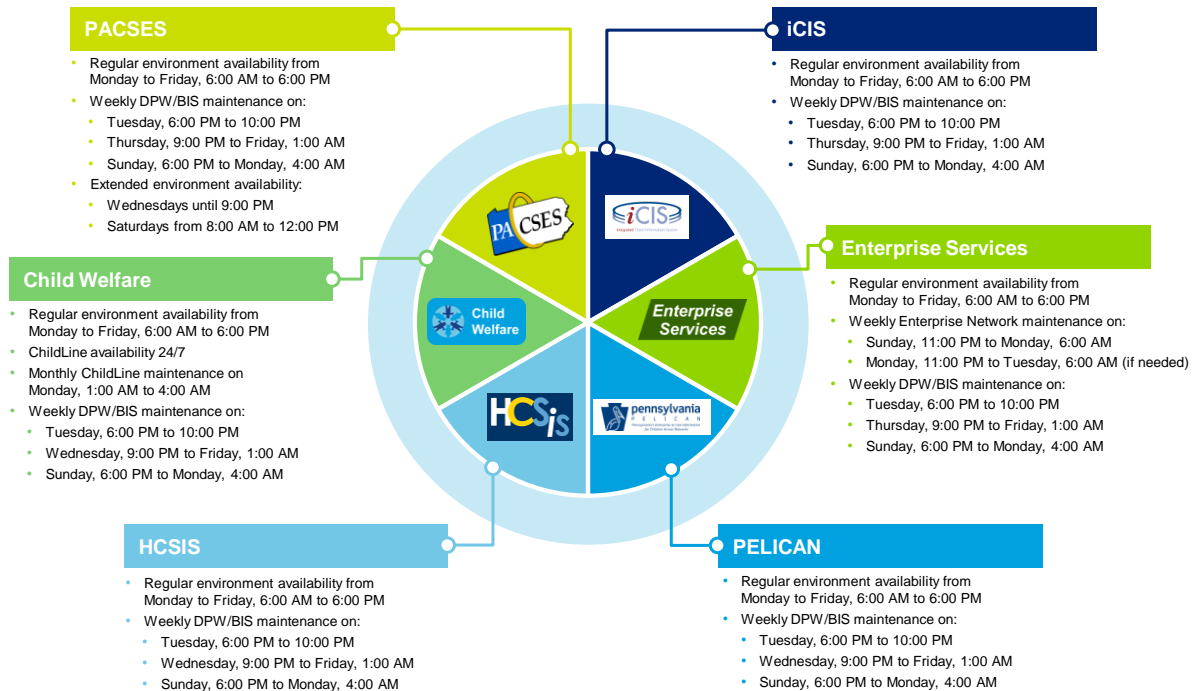 PACSES
• Regular environment availability from
Monday to Friday, 6:00 AM to 6:00 PM
• Weekly DPW/BIS maintenance on:
• Tuesday, 6:00 PM to 10:00 PM
• Thursday, 9:00 PM to Friday, 1:00 AM
• Sunday, 6:00 PM to Monday, 4:00 AM
• Extended environment availability:
• Wednesdays until 9:00 PM
• Saturdays from 8:00 AM to 12:00 PM
iCIS
• Regular environment availability from
Monday to Friday, 6:00 AM to 6:00 PM
• Weekly DPW/BIS maintenance on:
• Tuesday, 6:00 PM to 10:00 PM
• Thursday, 9:00 PM to Friday, 1:00 AM
• Sunday, 6:00 PM to Monday, 4:00 AM
Child Welfare
• Regular environment availability from
Monday to Friday, 6:00 AM to 6:00 PM
• ChildLine availability 24/7
• Monthly ChildLine maintenance on
Monday, 1:00 AM to 4:00 AM
• Weekly DPW/BIS maintenance on:
• Tuesday, 6:00 PM to 10:00 PM
• Wednesday, 9:00 PM to Friday, 1:00 AM
• Sunday, 6:00 PM to Monday, 4:00 AM
Enterprise Services
• Regular environment availability from
Monday to Friday, 6:00 AM to 6:00 PM
• Weekly Enterprise Network maintenance on:
• Sunday, 11:00 PM to Monday, 6:00 AM
• Monday, 11:00 PM to Tuesday, 6:00 AM (if needed)
• Weekly DPW/BIS maintenance on:
• Tuesday, 6:00 PM to 10:00 PM
• Thursday, 9:00 PM to Friday, 1:00 AM
• Sunday, 6:00 PM to Monday, 4:00 AM
PACSES
iCIS
Child
Welfare
Enterprise
Services
HCSiS
pennsylvania
PELICAN
HCSIS
• Regular environment availability from
Monday to Friday, 6:00 AM to 6:00 PM
• Weekly DPW/BIS maintenance on:
• Tuesday, 6:00 PM to 10:00 PM
• Wednesday, 9:00 PM to Friday, 1:00 AM
• Sunday, 6:00 PM to Monday, 4:00 AM
PELICAN
• Regular environment availability from
Monday to Friday, 6:00 AM to 6:00 PM
• Weekly DPW/BIS maintenance on:
• Tuesday, 6:00 PM to 10:00 PM
• Wednesday, 9:00 PM to Friday, 1:00 AM
• Sunday, 6:00 PM to Monday, 4:00 AM